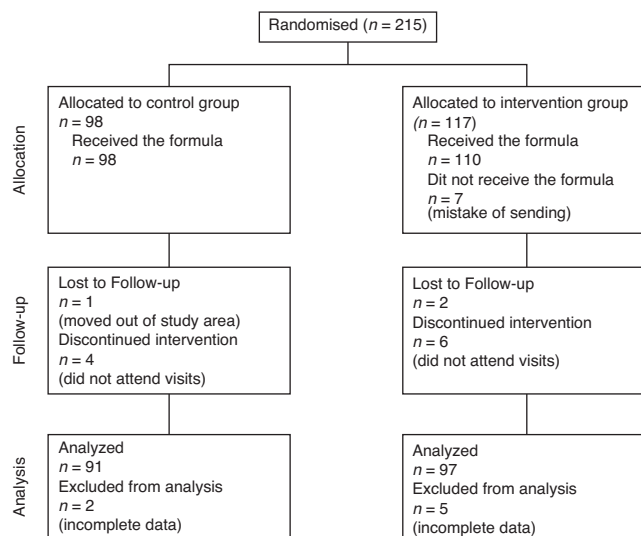 Randomised (n = 215)
Allocation
Allocated to control group
n = 98
Received the formula
n = 98
Allocated to intervention group
(n = 117)
Received the formula
n = 110
Dit not receive the formula
n = 7
(mistake of sending)
Follow-up
Lost to Follow-up
n = 1
(moved out of study area)
Discontinued intervention
n = 4
(did not attend visits)
Lost to Follow-up
n = 2
Discontinued intervention
n = 6
(did not attend visits)
Analysis
Analyzed
n = 91
Excluded from analysis
n = 2
(incomplete data)
Analyzed
n = 97
Excluded from analysis
n = 5
(incomplete data)